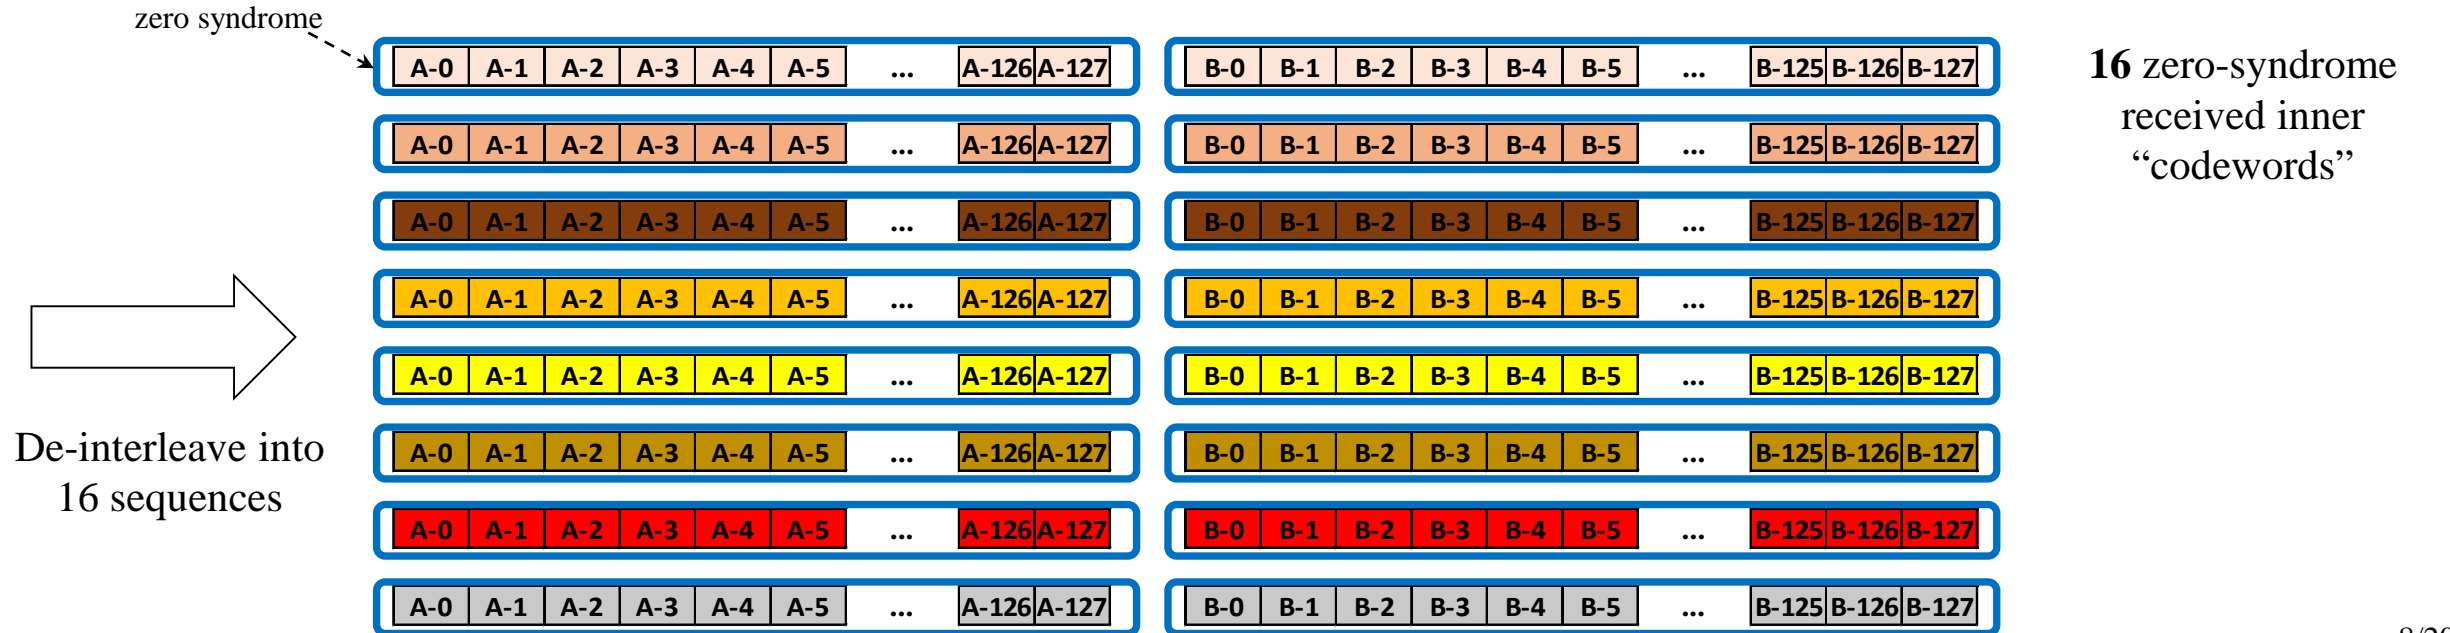 zero syndrome
A-0 A-1 A-2 A-3 A-4 A-5 ... A-126 A-127 B-0 B-1 B-2 B-3 B-4 B-5 ... B-125 B-126 B-127
A-0 A-1 A-2 A-3 A-4 A-5 ... A-126 A-127 B-0 B-1 B-2 B-3 B-4 B-5 ... B-125 B-126 B-127
A-0 A-1 A-2 A-3 A-4 A-5 ... A-126 A-127 B-0 B-1 B-2 B-3 B-4 B-5 ... B-125 B-126 B-127
A-0 A-1 A-2 A-3 A-4 A-5 ... A-126 A-127 B-0 B-1 B-2 B-3 B-4 B-5 ... B-125 B-126 B-127
A-0 A-1 A-2 A-3 A-4 A-5 ... A-126 A-127 B-0 B-1 B-2 B-3 B-4 B-5 ... B-125 B-126 B-127
A-0 A-1 A-2 A-3 A-4 A-5 ... A-126 A-127 B-0 B-1 B-2 B-3 B-4 B-5 ... B-125 B-126 B-127
A-0 A-1 A-2 A-3 A-4 A-5 ... A-126 A-127 B-0 B-1 B-2 B-3 B-4 B-5 ... B-125 B-126 B-127
A-0 A-1 A-2 A-3 A-4 A-5 ... A-126 A-127 B-0 B-1 B-2 B-3 B-4 B-5 ... B-125 B-126 B-127
16 zero-syndrome
received inner
“codewords”
De-interleave into
16 sequences